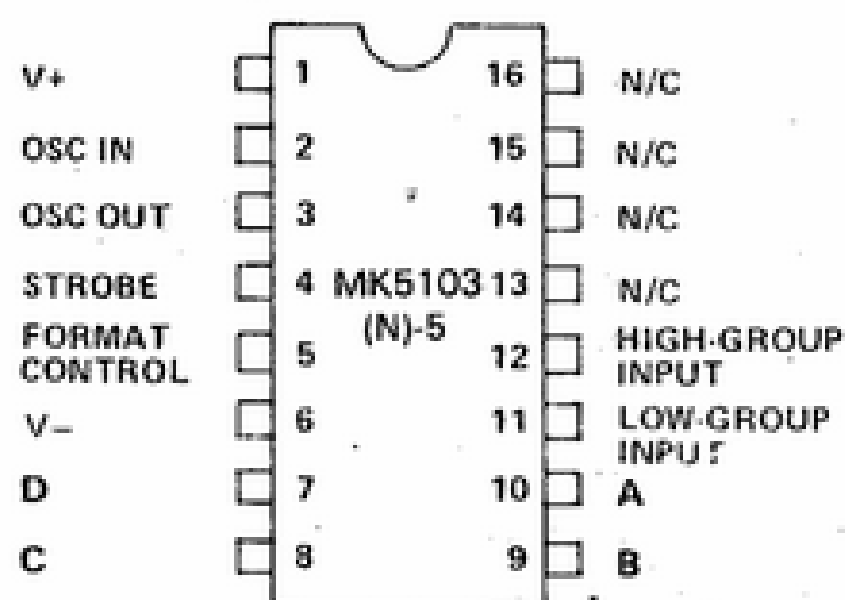 V+ 1 16 N/C
OSC IN 2 15 N/C
OSC OUT 3 14 N/C
STROBE 4 MK5103 13 N/C
(N)-5
FORMAT
CONTROL 5 12 HIGH-GROUP
INPUT
V− 6 11 LOW-GROUP
INPUT
D 7 10 A
C 8 9 B